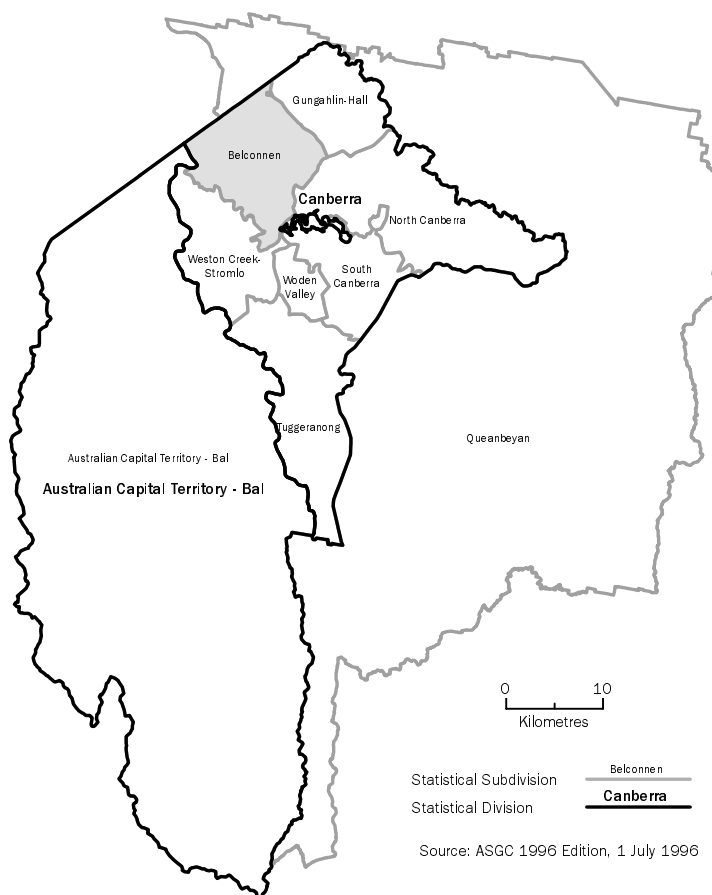 Gungahlin-Hall
Belconnen
Canberra
North Canberra
Weston Creek-
Stromlo
South
Canberra
Woden
Valley
Tuggeranong
Queanbeyan
Australian Capital Territory - Bal
Australian Capital Territory - Bal
0 10
Kilometres
Belconnen
Statistical Subdivision
Canberra
Statistical Division
Source: ASGC 1996 Edition, 1 July 1996